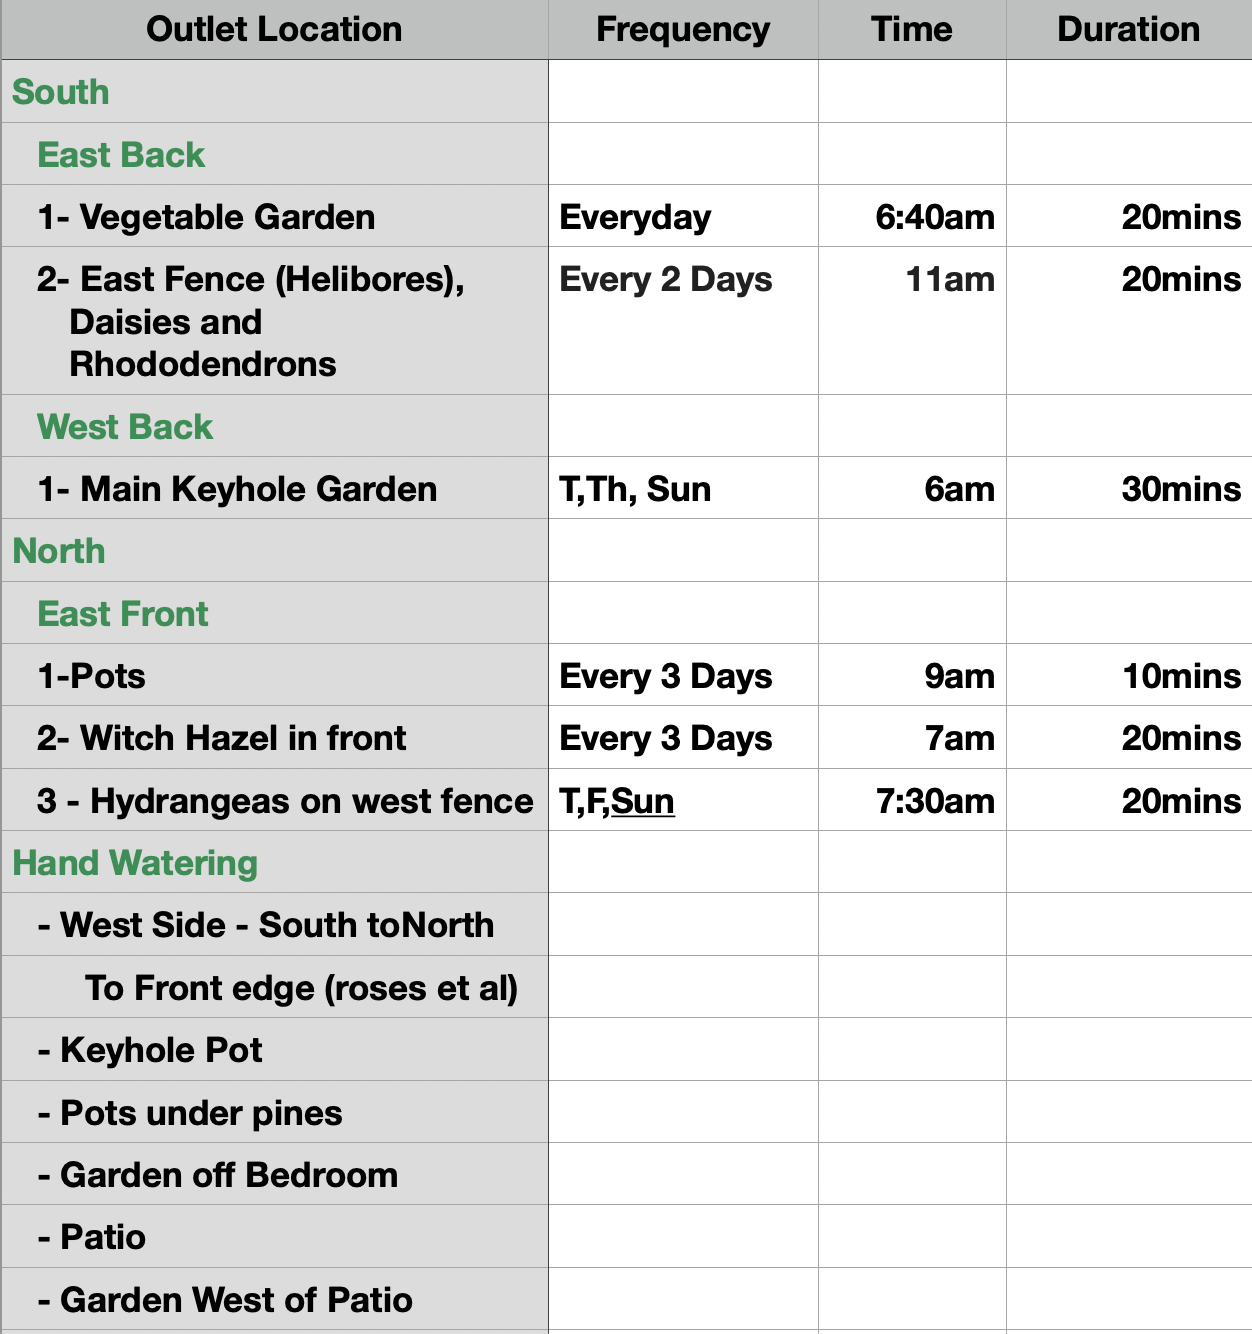 Outlet Location Frequency Time Duration
South
East Back
1- Vegetable Garden Everyday 6:40am 20mins
2- East Fence (Helibores), Every 2 Days 11am 20mins
Daisies and
Rhododendrons
West Back
1- Main Keyhole Garden T,Th, Sun 6am 30mins
North
East Front
1-Pots Every 3 Days 9am 10mins
2- Witch Hazel in front Every 3 Days 7am 20mins
3 - Hydrangeas on west fence T,F,Sun 7:30am 20mins
Hand Watering
- West Side - South toNorth
To Front edge (roses et al)
- Keyhole Pot
- Pots under pines
- Garden off Bedroom
- Patio
- Garden West of Patio